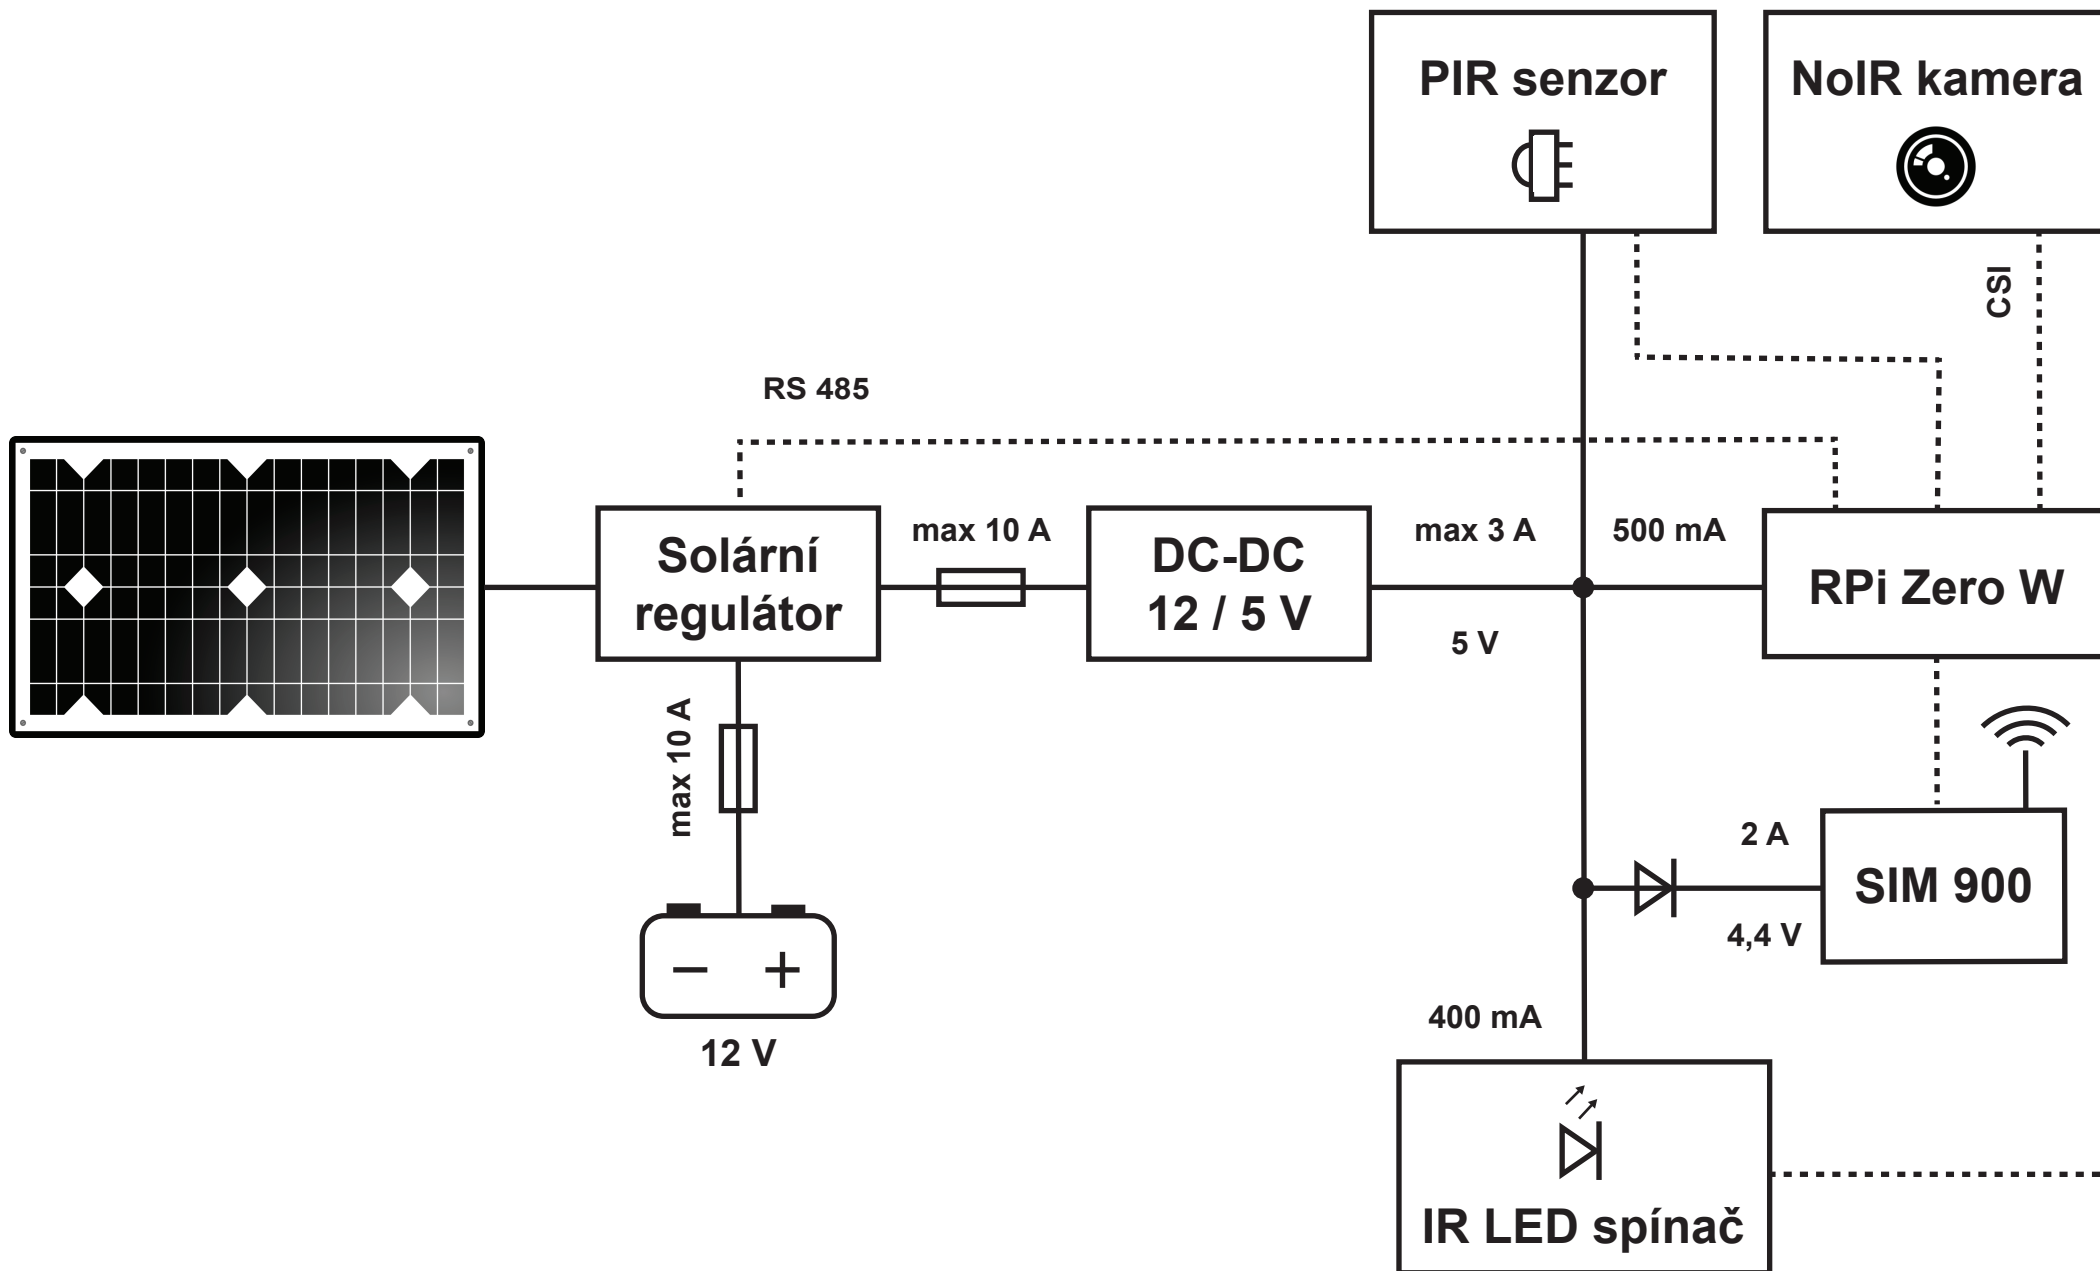 PIR senzor
NoIR kamera
CSI
RS 485
Solární
regulátor
max 10 A
DC-DC
12 / 5 V
max 3 A
5 V
500 mA
RPi Zero W
max 10 A
− +
12 V
2 A
4,4 V
SIM 900
400 mA
IR LED spínač